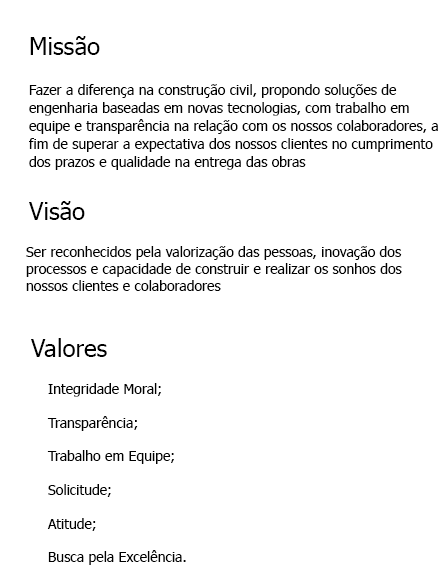 Missão
Fazer a diferença na construção civil, propondo soluções de
engenharia baseadas em novas tecnologias, com trabalho em
equipe e transparência na relação com os nossos colaboradores, a
fim de superar a expectativa dos nossos clientes no cumprimento
dos prazos e qualidade na entrega das obras
Visão
Ser reconhecidos pela valorização das pessoas, inovação dos
processos e capacidade de construir e realizar os sonhos dos
nossos clientes e colaboradores
Valores
Integridade Moral;
Transparência;
Trabalho em Equipe;
Solicitude;
Atitude;
Busca pela Excelência.